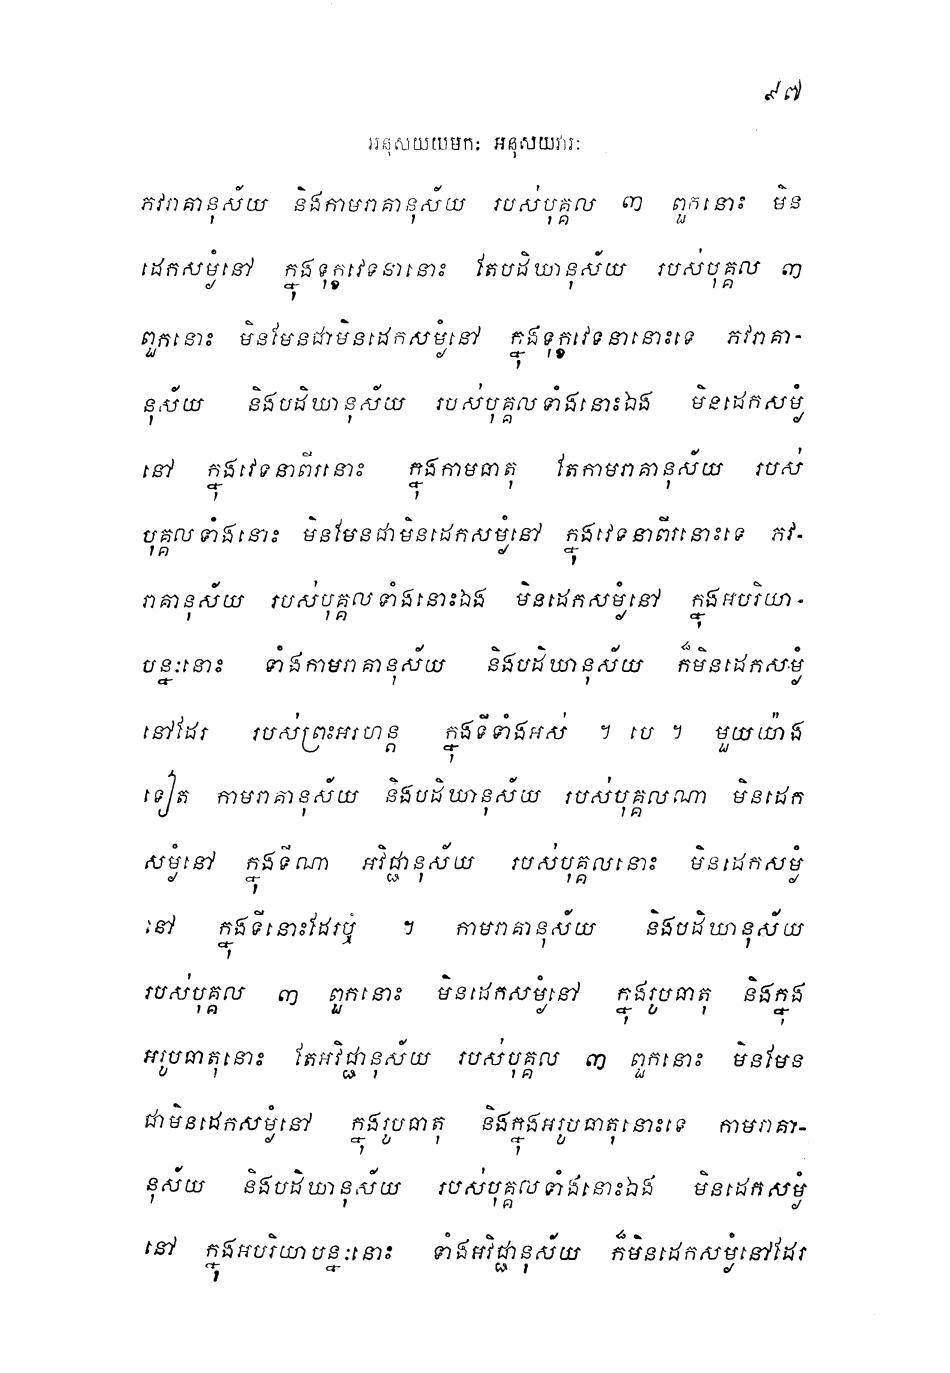 ៩៧
អនុសយយមកៈ អនុសយវារៈ
ភវរាគានុស័យ និងកាមរាគានុស័យ របស់បុគ្គល ៣ ពួកនោះ មិន
ដេកសម្ងំនៅ ក្នុងទុក្ខវេទនានោះ តែបដិឃានុស័យ របស់បុគ្គល ៣
ពួកនោះ មិនមែនជាមិនដេកសម្ងំនៅ ក្នុងទុក្ខវេទនានោះទេ ភវរាគា-
នុស័យ និងបដិឃានុស័យ របស់បុគ្គលទាំងនោះឯង មិនដេកសម្ងំ
នៅ ក្នុងវេទនាពីរនោះ ក្នុងកាមធាតុ តែកាមរាគានុស័យ របស់
បុគ្គលទាំងនោះ មិនមែនជាមិនដេកសម្ងំនៅ ក្នុងវេទនាពីរនោះទេ ភវ-
រាគានុស័យ របស់បុគ្គលទាំងនោះឯង មិនដេកសម្ងំនៅ ក្នុងអបរិយា-
បន្នៈនោះ ទាំងកាមរាគានុស័យ និងបដិឃានុស័យ ក៏មិនដេកសម្ងំ
នៅដែរ របស់ព្រះអរហន្ត ក្នុងទីទាំងអស់ ។ បេ ។ មួយយ៉ាង
ទៀត កាមរាគានុស័យ និងបដិឃានុស័យ របស់បុគ្គលណា មិនដេក
សម្ងំនៅ ក្នុងទីណា អវិជ្ជានុស័យ របស់បុគ្គលនោះ មិនដេកសម្ងំ
នៅ ក្នុងទីនោះដែរឬ ។ កាមរាគានុស័យ និងបដិឃានុស័យ
របស់បុគ្គល ៣ ពួកនោះ មិនដេកសម្ងំនៅ ក្នុងរូបធាតុ និងក្នុង
អរូបធាតុនោះ តែអវិជ្ជានុស័យ របស់បុគ្គល ៣ ពួកនោះ មិនមែន
ជាមិនដេកសម្ងំនៅ ក្នុងរូបធាតុ និងក្នុងអរូបធាតុនោះទេ កាមរាគា-
នុស័យ និងបដិឃានុស័យ របស់បុគ្គលទាំងនោះឯង មិនដេកសម្ងំ
នៅ ក្នុងអបរិយាបន្នៈនោះ ទាំងអវិជ្ជានុស័យ ក៏មិនដេកសម្ងំនៅដែរ